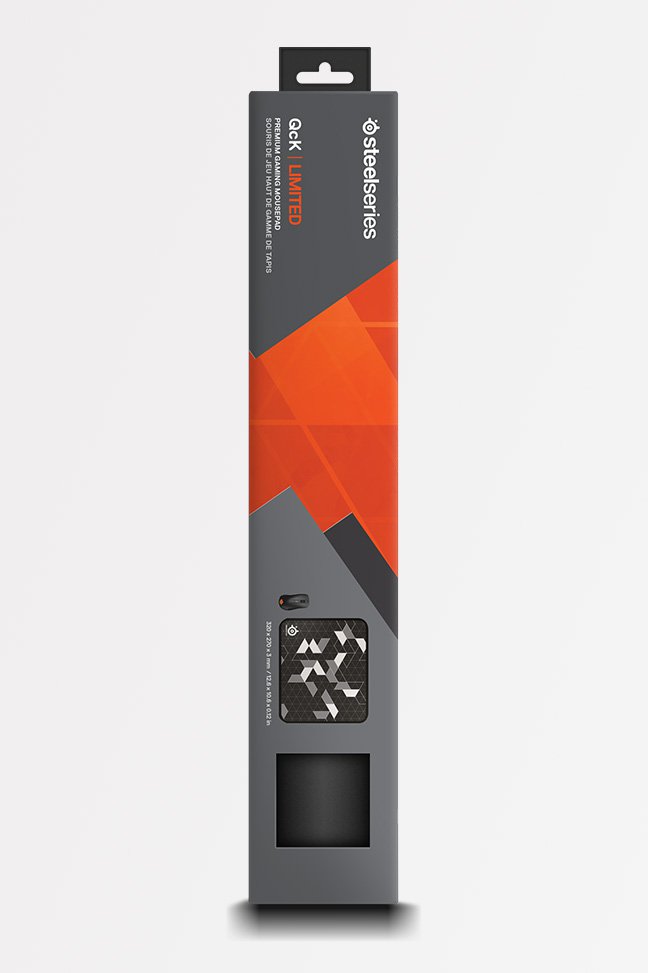 steelseries
QcK | LIMITED
PREMIUM GAMING MOUSEPAD
SOURIS DE JEU HAUT DE GAMME DE TAPIS
320 x 270 x 3 mm / 12.6 x 10.6 x 0.12 in